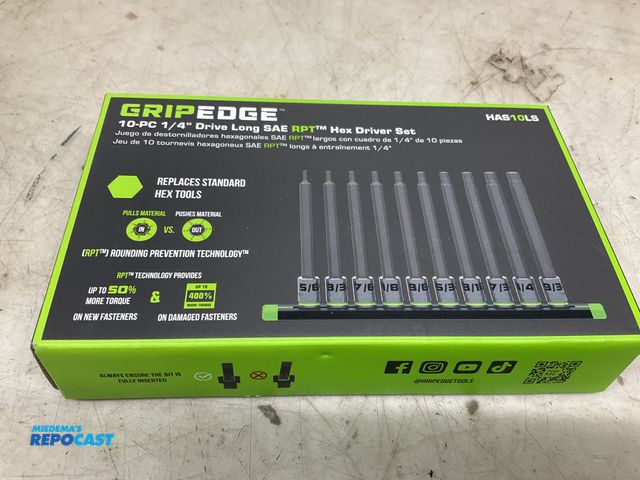 GRIPEDGE™
HAS10LS
10-PC 1/4" Drive Long SAE RPT™ Hex Driver Set
Juego de destornilladores hexagonales SAE RPT™ largos con cuadro de 1/4" de 10 piezas
Jeu de 10 tournevis hexagonaux SAE RPT™ longs à entraînement 1/4"
REPLACES STANDARD
HEX TOOLS
PULLS MATERIAL
PUSHES MATERIAL
IN
VS.
OUT
(RPT™) ROUNDING PREVENTION TECHNOLOGY™
RPT™ TECHNOLOGY PROVIDES
UP TO 50%
MORE TORQUE
&
UP TO
400%
MORE TORQUE
ON NEW FASTENERS
ON DAMAGED FASTENERS
ALWAYS ENSURE THE BIT IS
FULLY INSERTED
@GRIPEDGETOOLS
MIEDEMA'S
REPOCAST